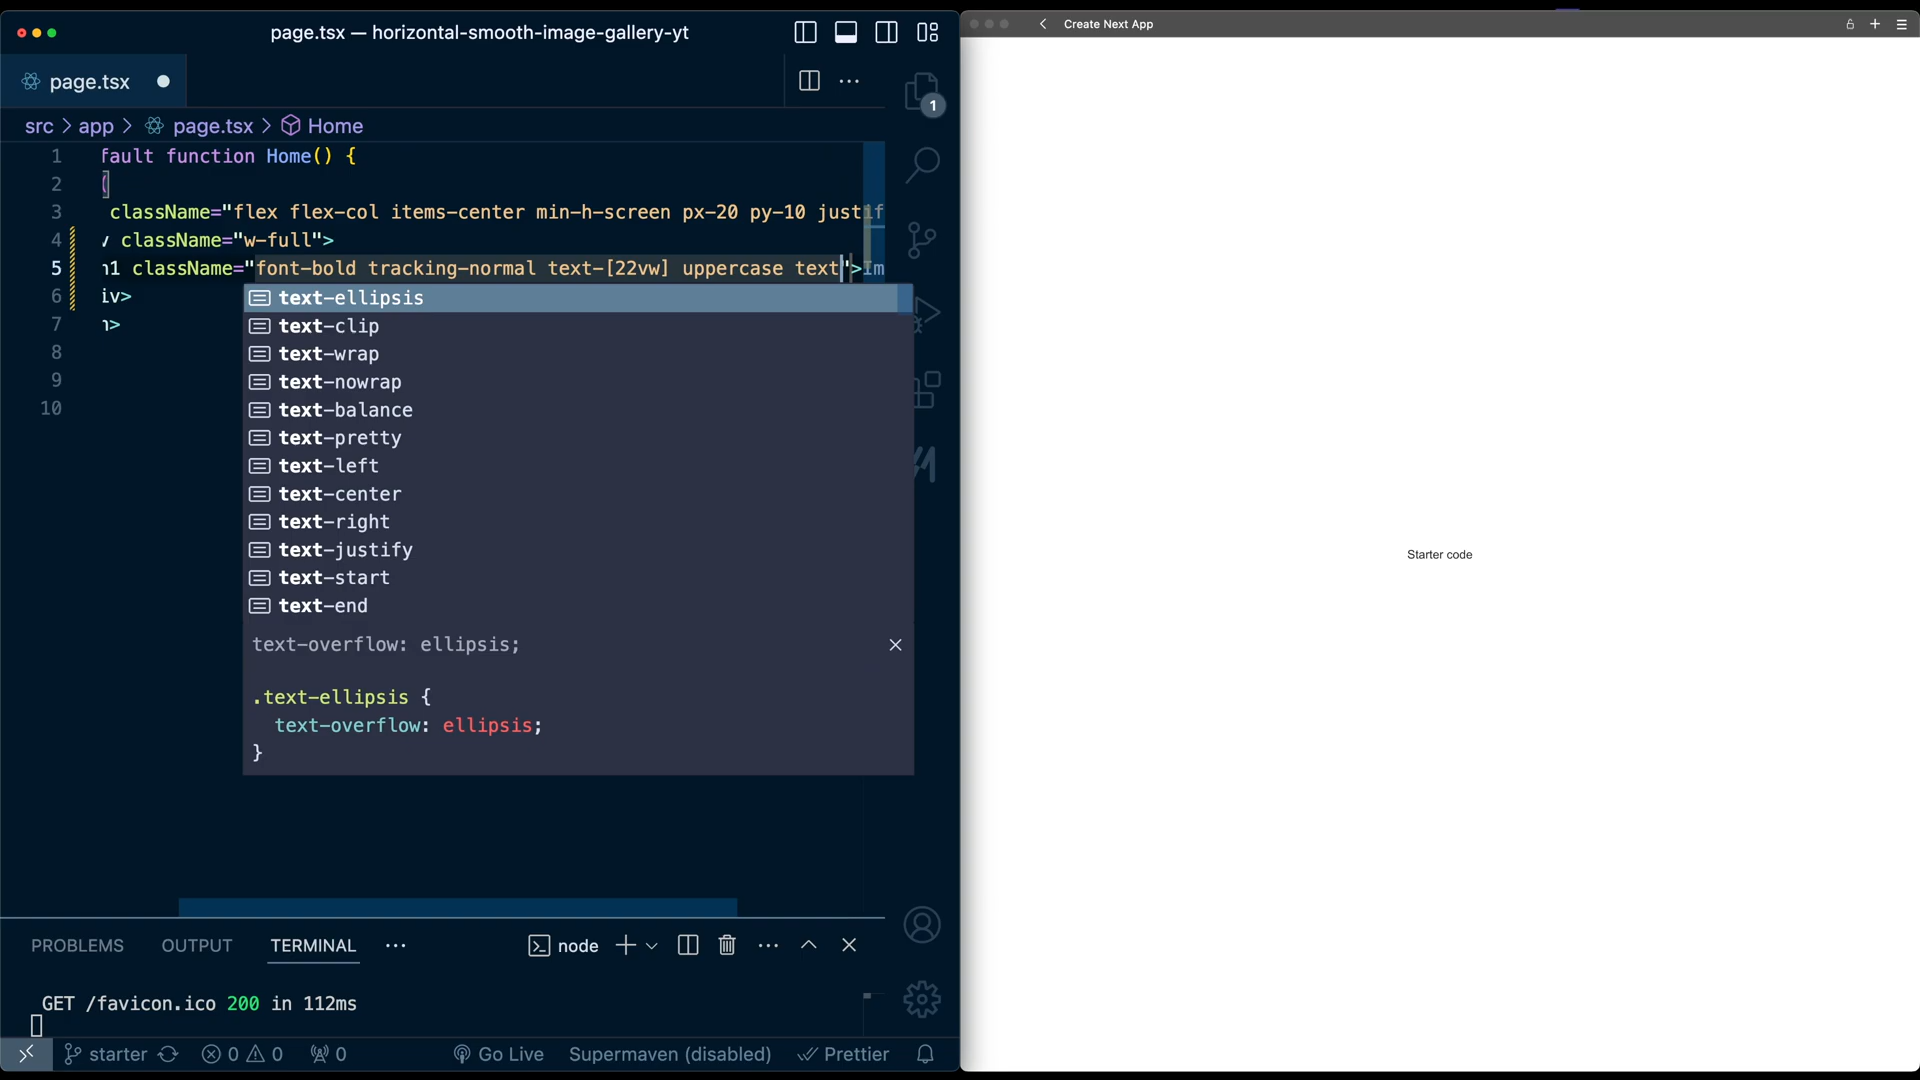 page.tsx — horizontal-smooth-image-gallery-yt
Create Next App
page.tsx
1
src > app > page.tsx > Home
1 fault function Home() {
2 (
3 className="flex flex-col items-center min-h-screen px-20 py-10 justif
4 className="w-full">
5 h1 className="font-bold tracking-normal text-[22vw] uppercase text">Im
6 iv>
7 >
8
9
10
text-ellipsis
text-clip
text-wrap
text-nowrap
text-balance
text-pretty
text-left
text-center
text-right
text-justify
text-start
text-end
text-overflow: ellipsis;
.text-ellipsis {
text-overflow: ellipsis;
}
Starter code
PROBLEMS OUTPUT TERMINAL ··· node
GET /favicon.ico 200 in 112ms
starter 0 0 0 Go Live Supermaven (disabled) Prettier